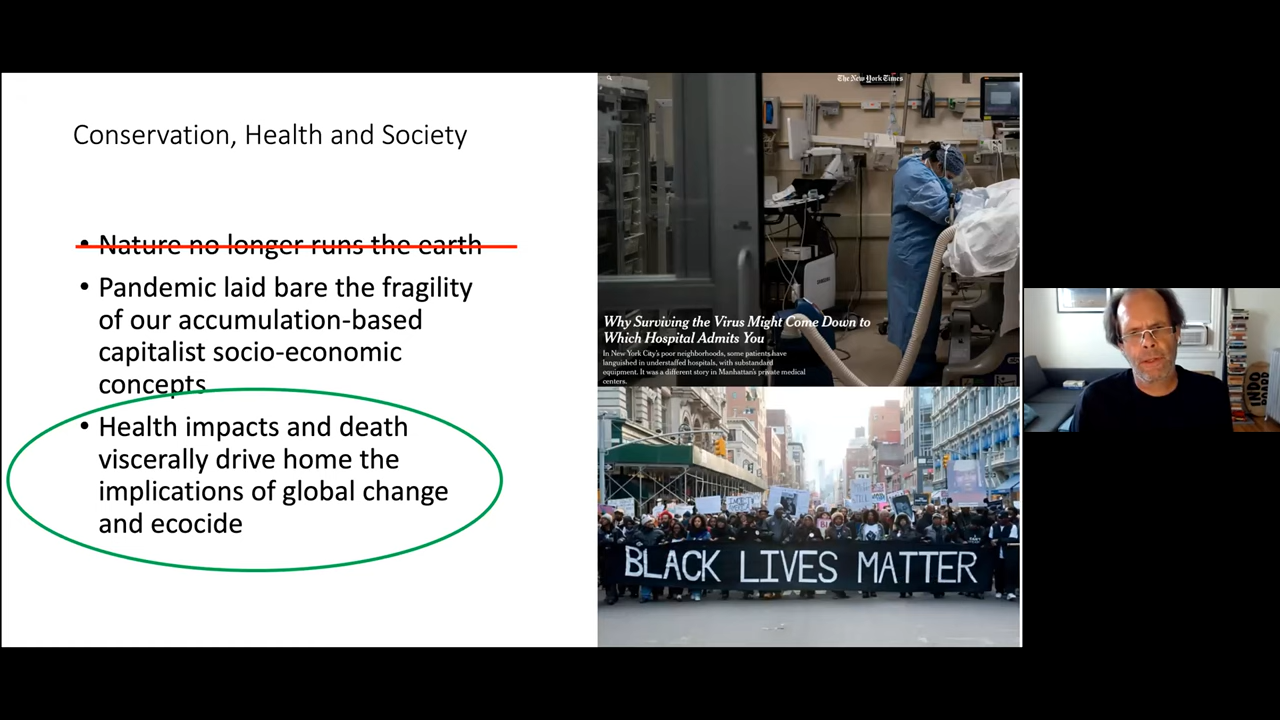 Conservation, Health and Society
• Nature no longer runs the earth
• Pandemic laid bare the fragility
of our accumulation-based
capitalist socio-economic
concepts
• Health impacts and death
viscerally drive home the
implications of global change
and ecocide
The New York Times
Why Surviving the Virus Might Come Down to
Which Hospital Admits You
In New York City's poor neighborhoods, some patients have
languished in understaffed hospitals, with substandard
equipment. It was a different story in Manhattan's private medical
centers.
BLACK LIVES MATTER
INDO
BOARD